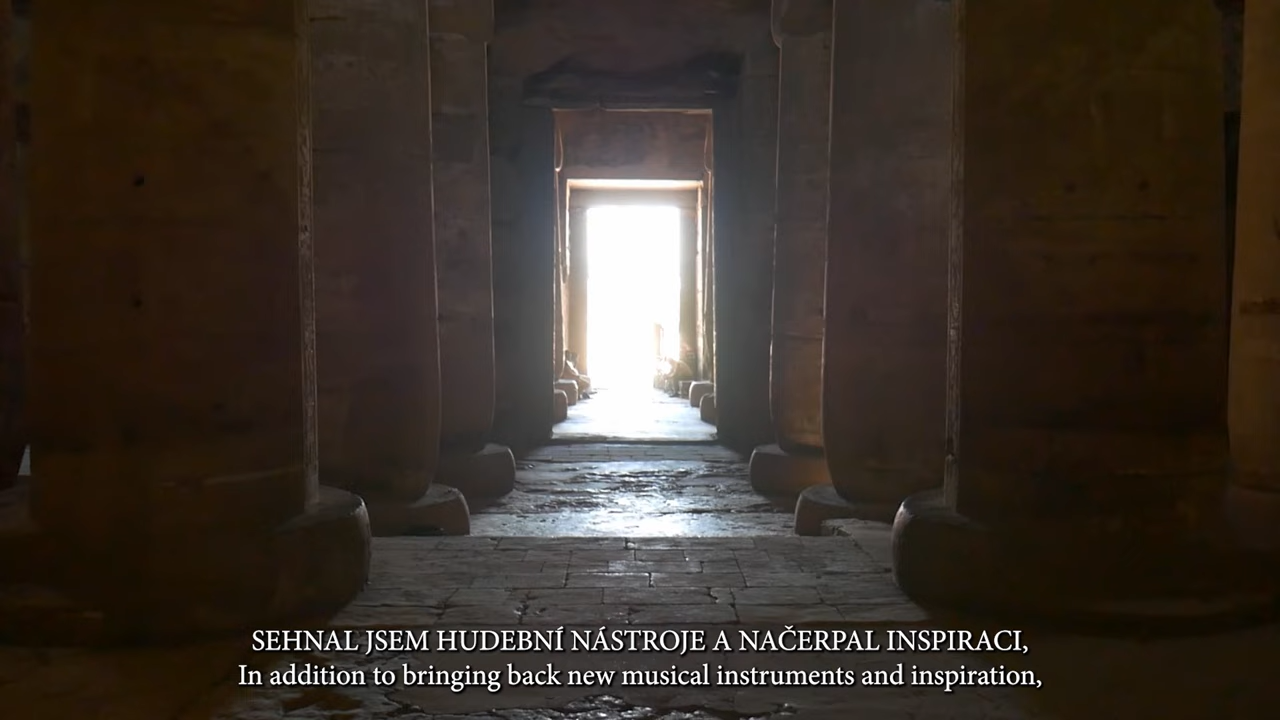 SEHNAL JSEM HUDEBNÍ NÁSTROJE A NAČERPAL INSPIRACI,
In addition to bringing back new musical instruments and inspiration,